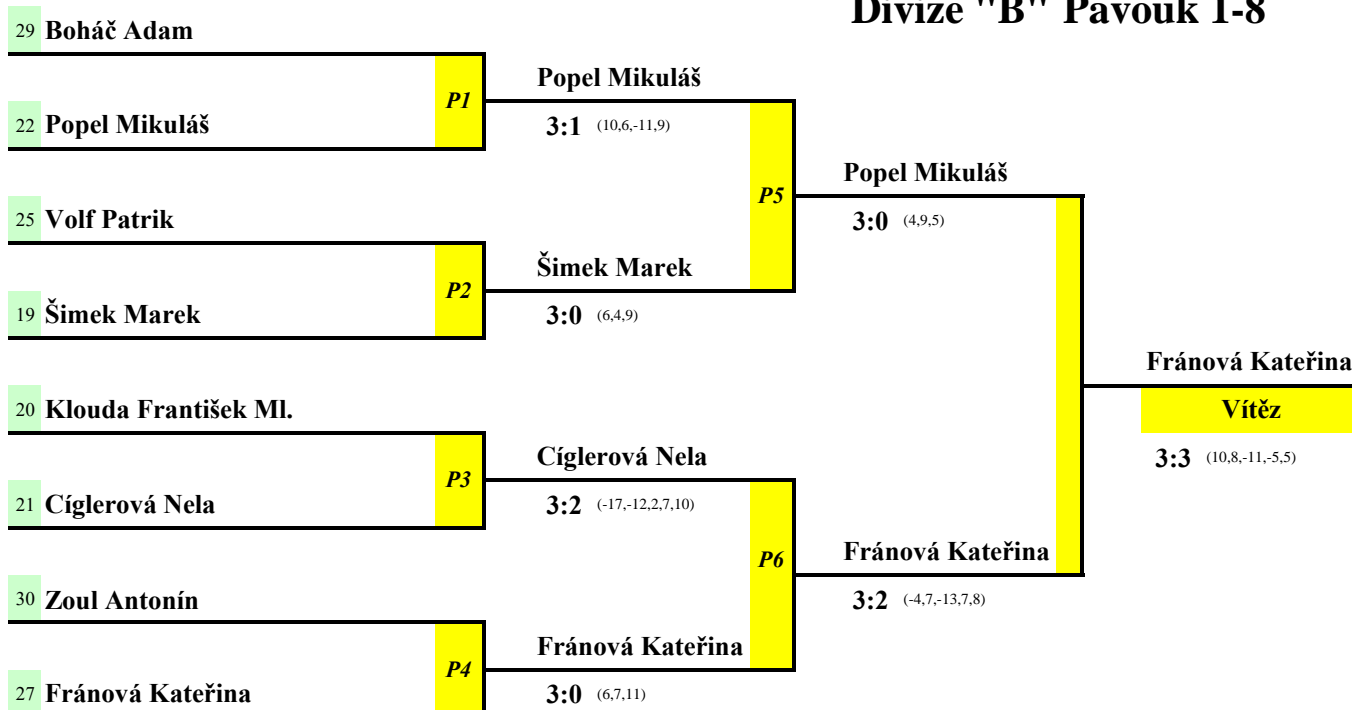 Divize "B" Pavouk 1-8
29 Boháč Adam
Popel Mikuláš
P1
22 Popel Mikuláš
3:1 (10,6,-11,9)
Popel Mikuláš
P5
25 Volf Patrik
3:0 (4,9,5)
Šimek Marek
P2
19 Šimek Marek
3:0 (6,4,9)
Fránová Kateřina
20 Klouda František Ml.
Vítěz
Cíglerová Nela
3:3 (10,8,-11,-5,5)
P3
21 Cíglerová Nela
3:2 (-17,-12,2,7,10)
Fránová Kateřina
P6
30 Zoul Antonín
3:2 (-4,7,-13,7,8)
Fránová Kateřina
P4
27 Fránová Kateřina
3:0 (6,7,11)